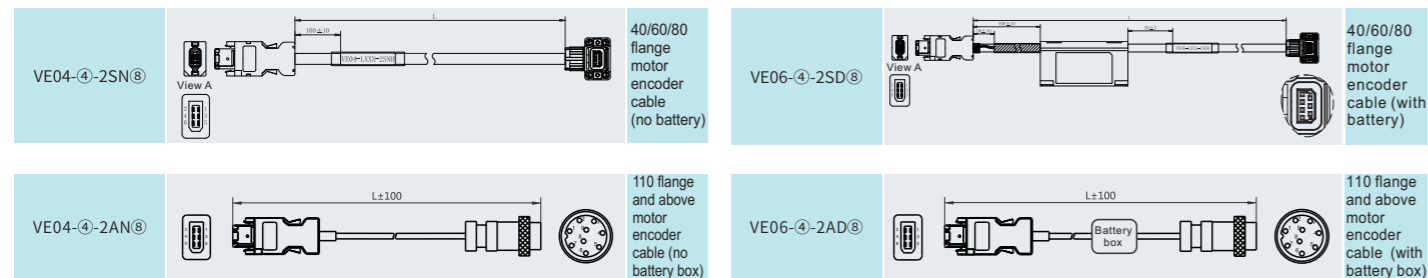 VE04-④-2SN⑧
L
100±10
VE04-LXXX-2SNH
View A
40/60/80
flange
motor
encoder
cable
(no battery)
VE06-④-2SD⑧
L
View A
40/60/80
flange
motor
encoder
cable (with
battery)
VE04-④-2AN⑧
L±100
110 flange
and above
motor
encoder
cable (no
battery box)
VE06-④-2AD⑧
L±100
Battery
box
110 flange
and above
motor
encoder
cable (with
battery box)